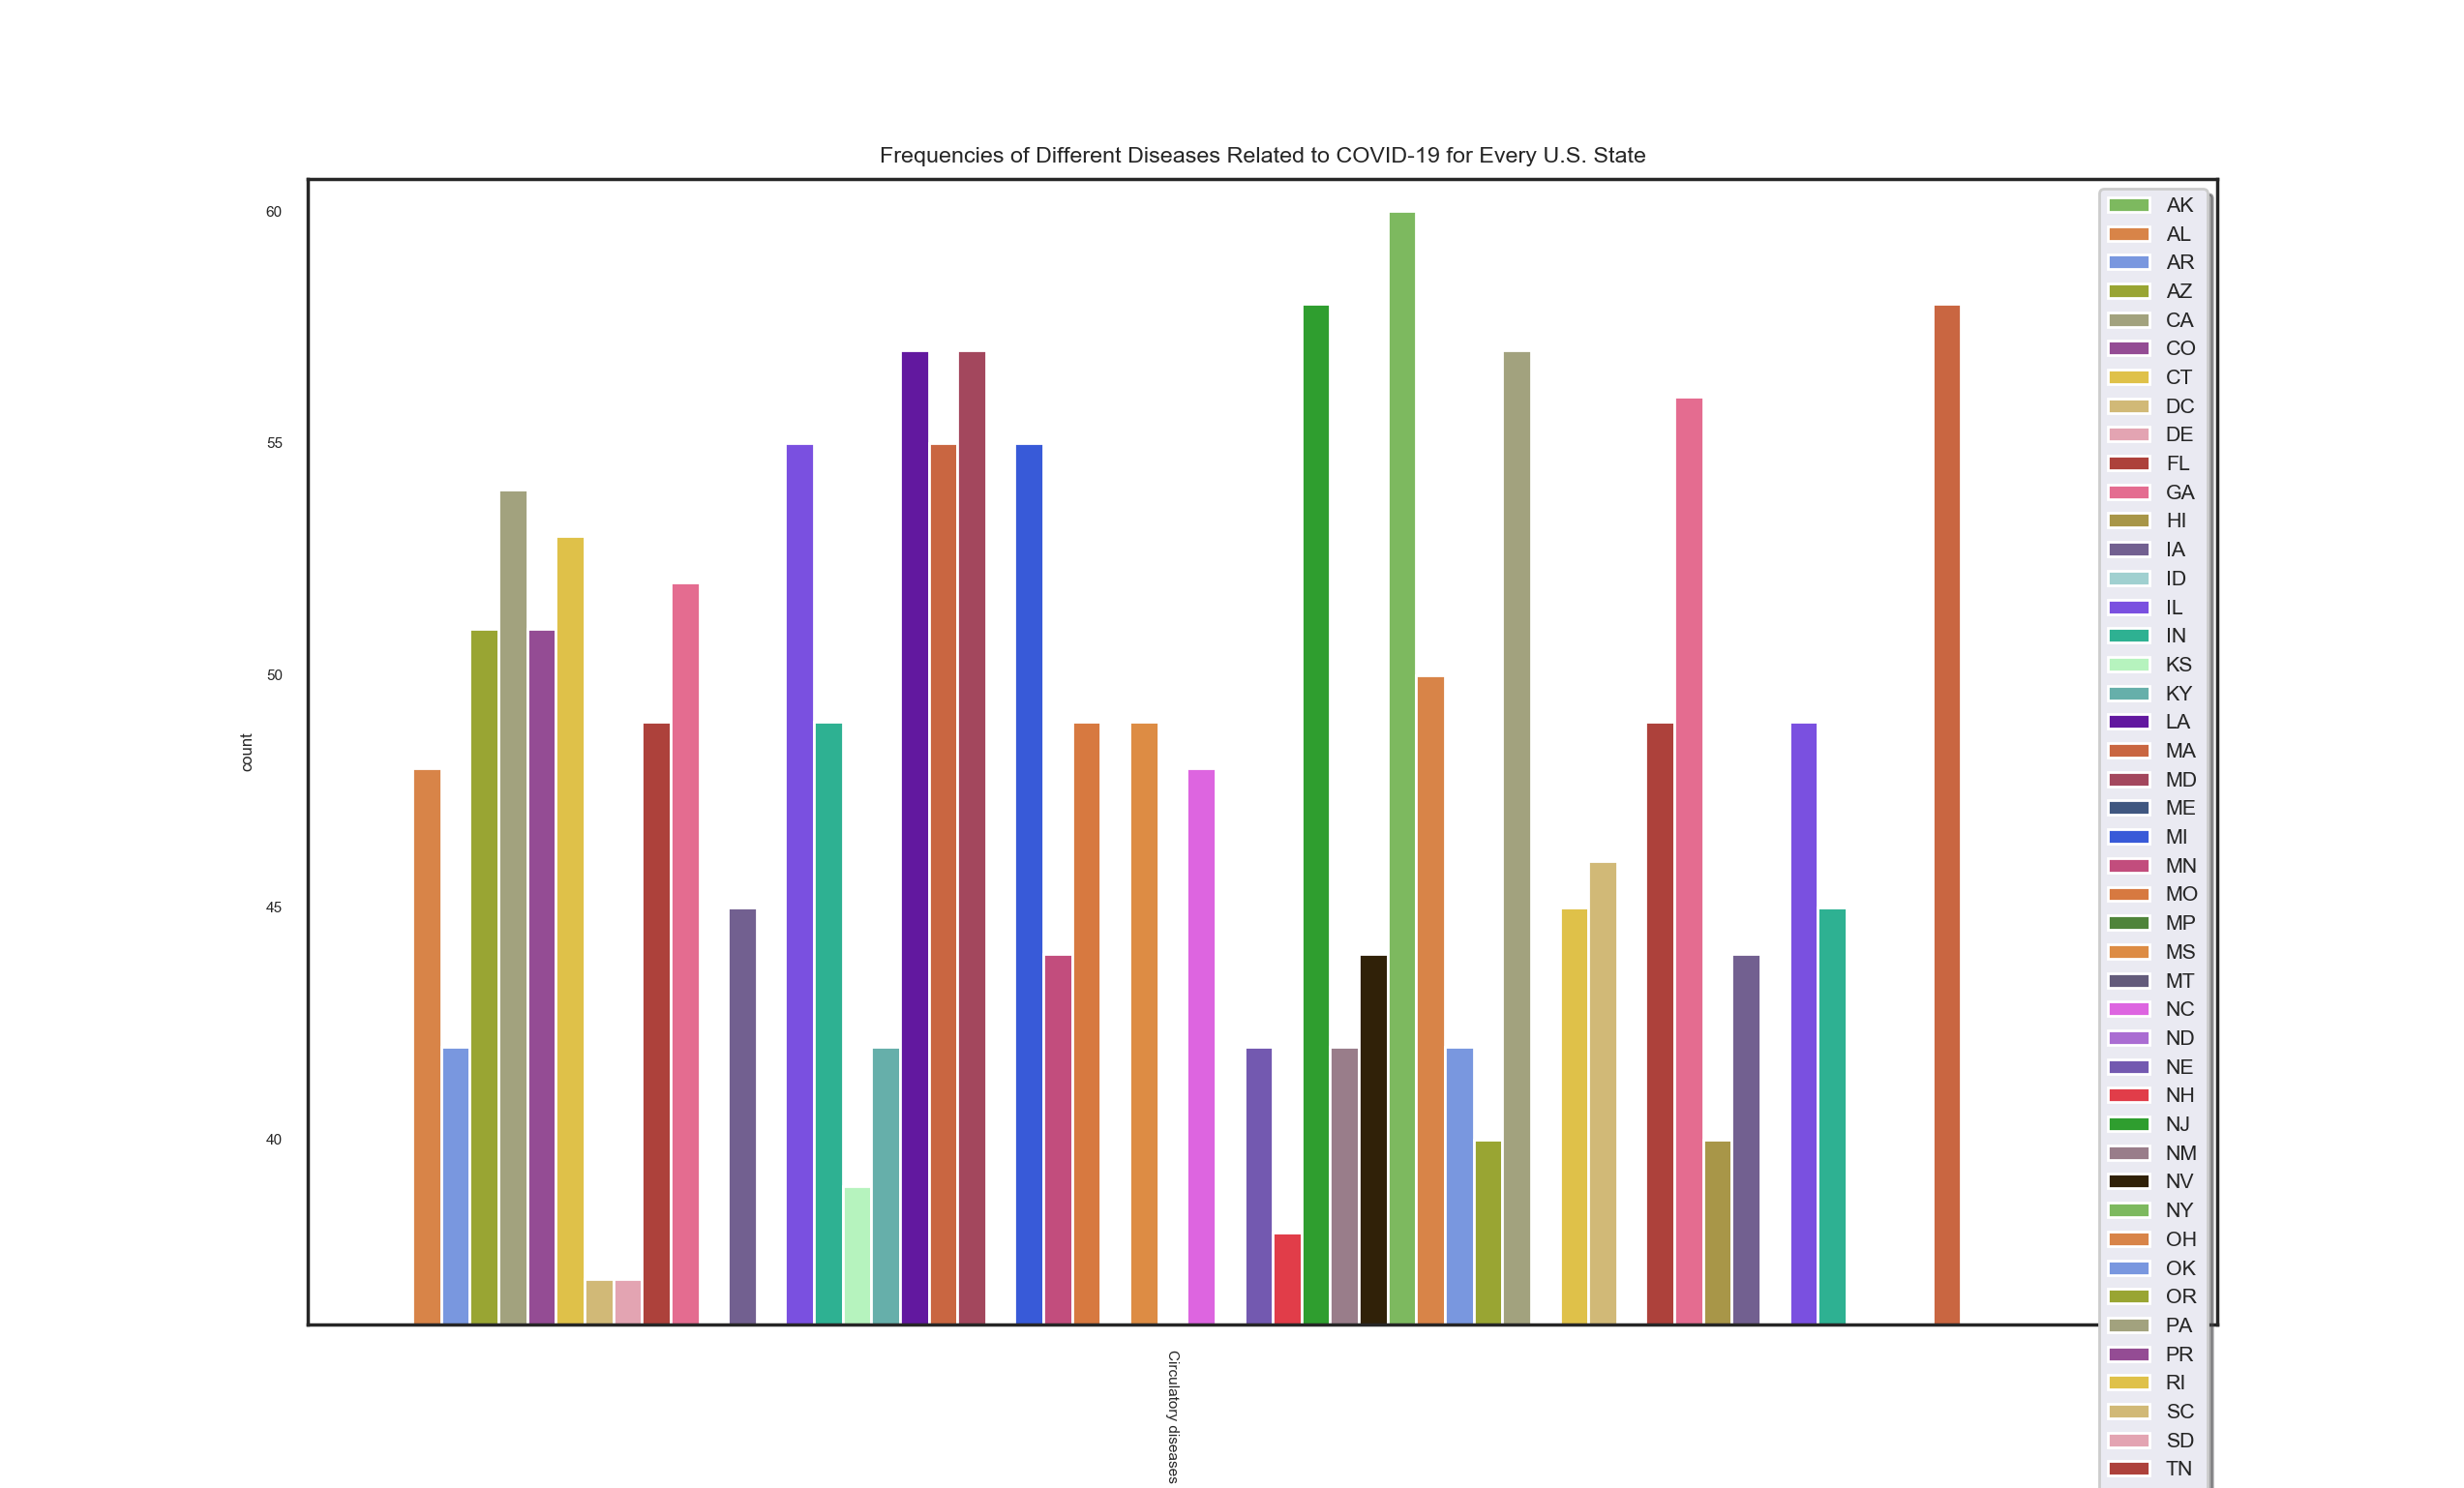 Frequencies of Different Diseases Related to COVID-19 for Every U.S. State
60
55
50
45
40
count
Circulatory diseases
AK
AL
AR
AZ
CA
CO
CT
DC
DE
FL
GA
HI
IA
ID
IL
IN
KS
KY
LA
MA
MD
ME
MI
MN
MO
MP
MS
MT
NC
ND
NE
NH
NJ
NM
NV
NY
OH
OK
OR
PA
PR
RI
SC
SD
TN